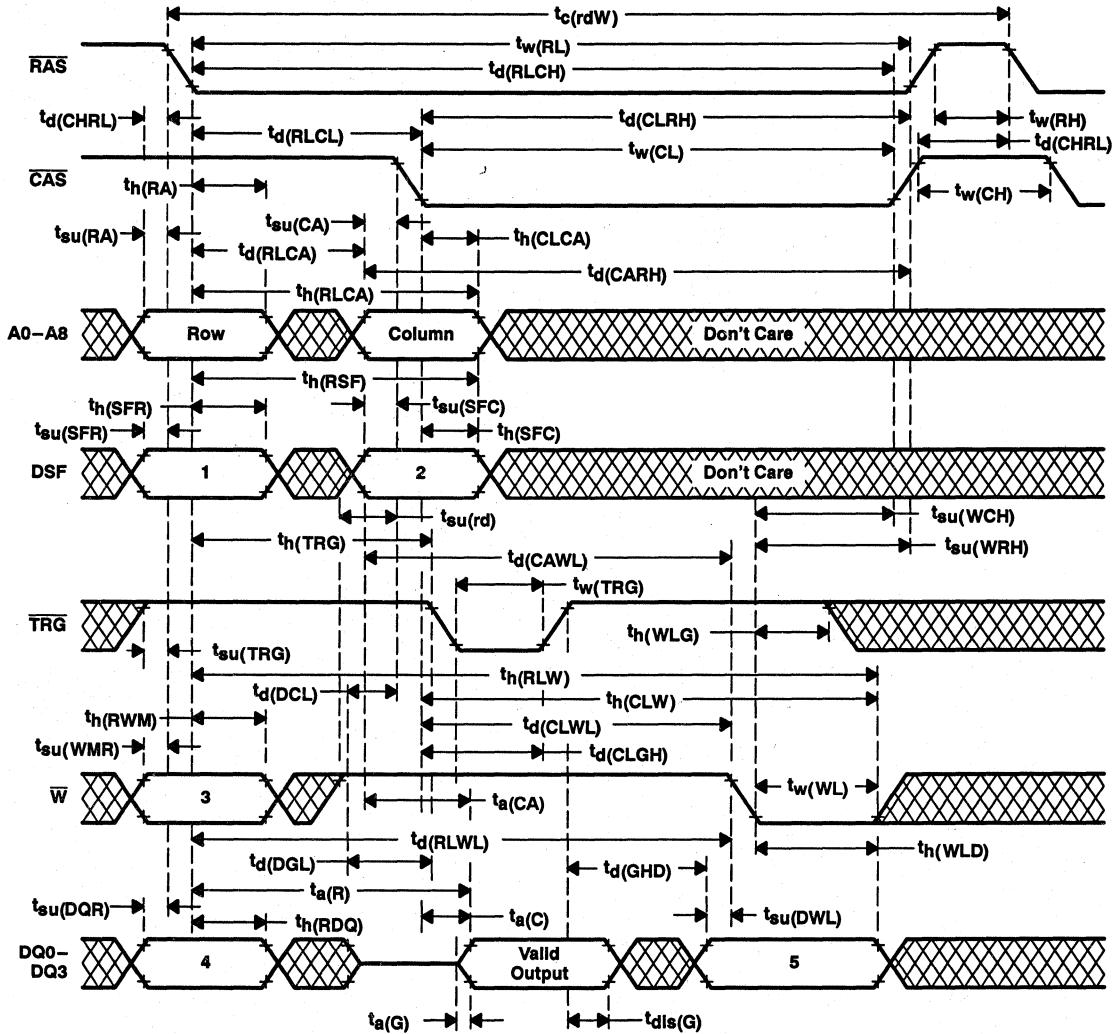 tc(rdW)
tw(RL)
RAS
td(RLCH)
td(CHRL)
td(RLCL)
td(CLRH)
tw(RH)
tw(CL)
td(CHRL)
CAS
th(RA)
tw(CH)
tsu(CA)
tsu(RA)
th(CLCA)
td(RLCA)
td(CARH)
th(RLCA)
A0–A8
Row
Column
Don't Care
th(RSF)
th(SFR)
tsu(SFC)
tsu(SFR)
th(SFC)
DSF
1
2
Don't Care
tsu(rd)
tsu(WCH)
th(TRG)
tsu(WRH)
td(CAWL)
tw(TRG)
TRG
th(WLG)
tsu(TRG)
th(RLW)
td(DCL)
th(CLW)
th(RWM)
td(CLWL)
tsu(WMR)
td(CLGH)
W
3
tw(WL)
ta(CA)
td(RLWL)
th(WLD)
td(DGL)
td(GHD)
ta(R)
tsu(DQR)
th(RDQ)
ta(C)
tsu(DWL)
DQ0–
DQ3
4
Valid
Output
5
ta(G)
tdis(G)